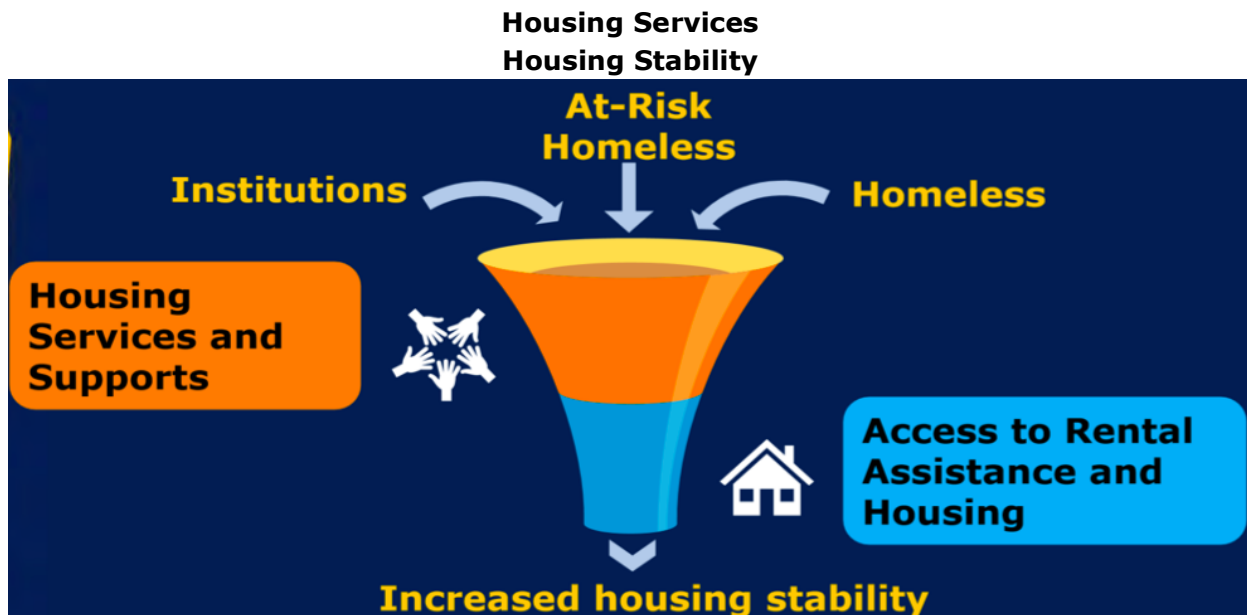 Housing Services
Housing Stability
At-Risk
Homeless
Institutions
Homeless
Housing
Services and
Supports
Access to Rental
Assistance and
Housing
Increased housing stability